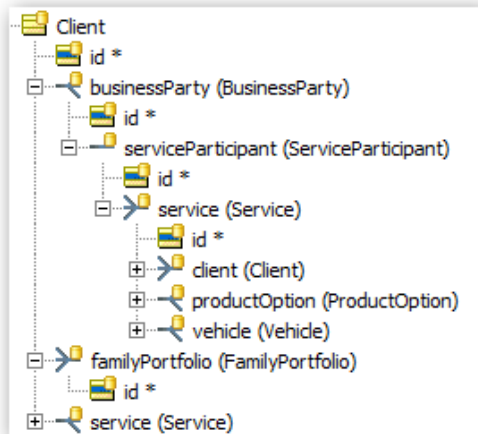 Client
id *
businessParty (BusinessParty)
id *
serviceParticipant (ServiceParticipant)
id *
service (Service)
id *
client (Client)
productOption (ProductOption)
vehicle (Vehicle)
familyPortfolio (FamilyPortfolio)
id *
service (Service)